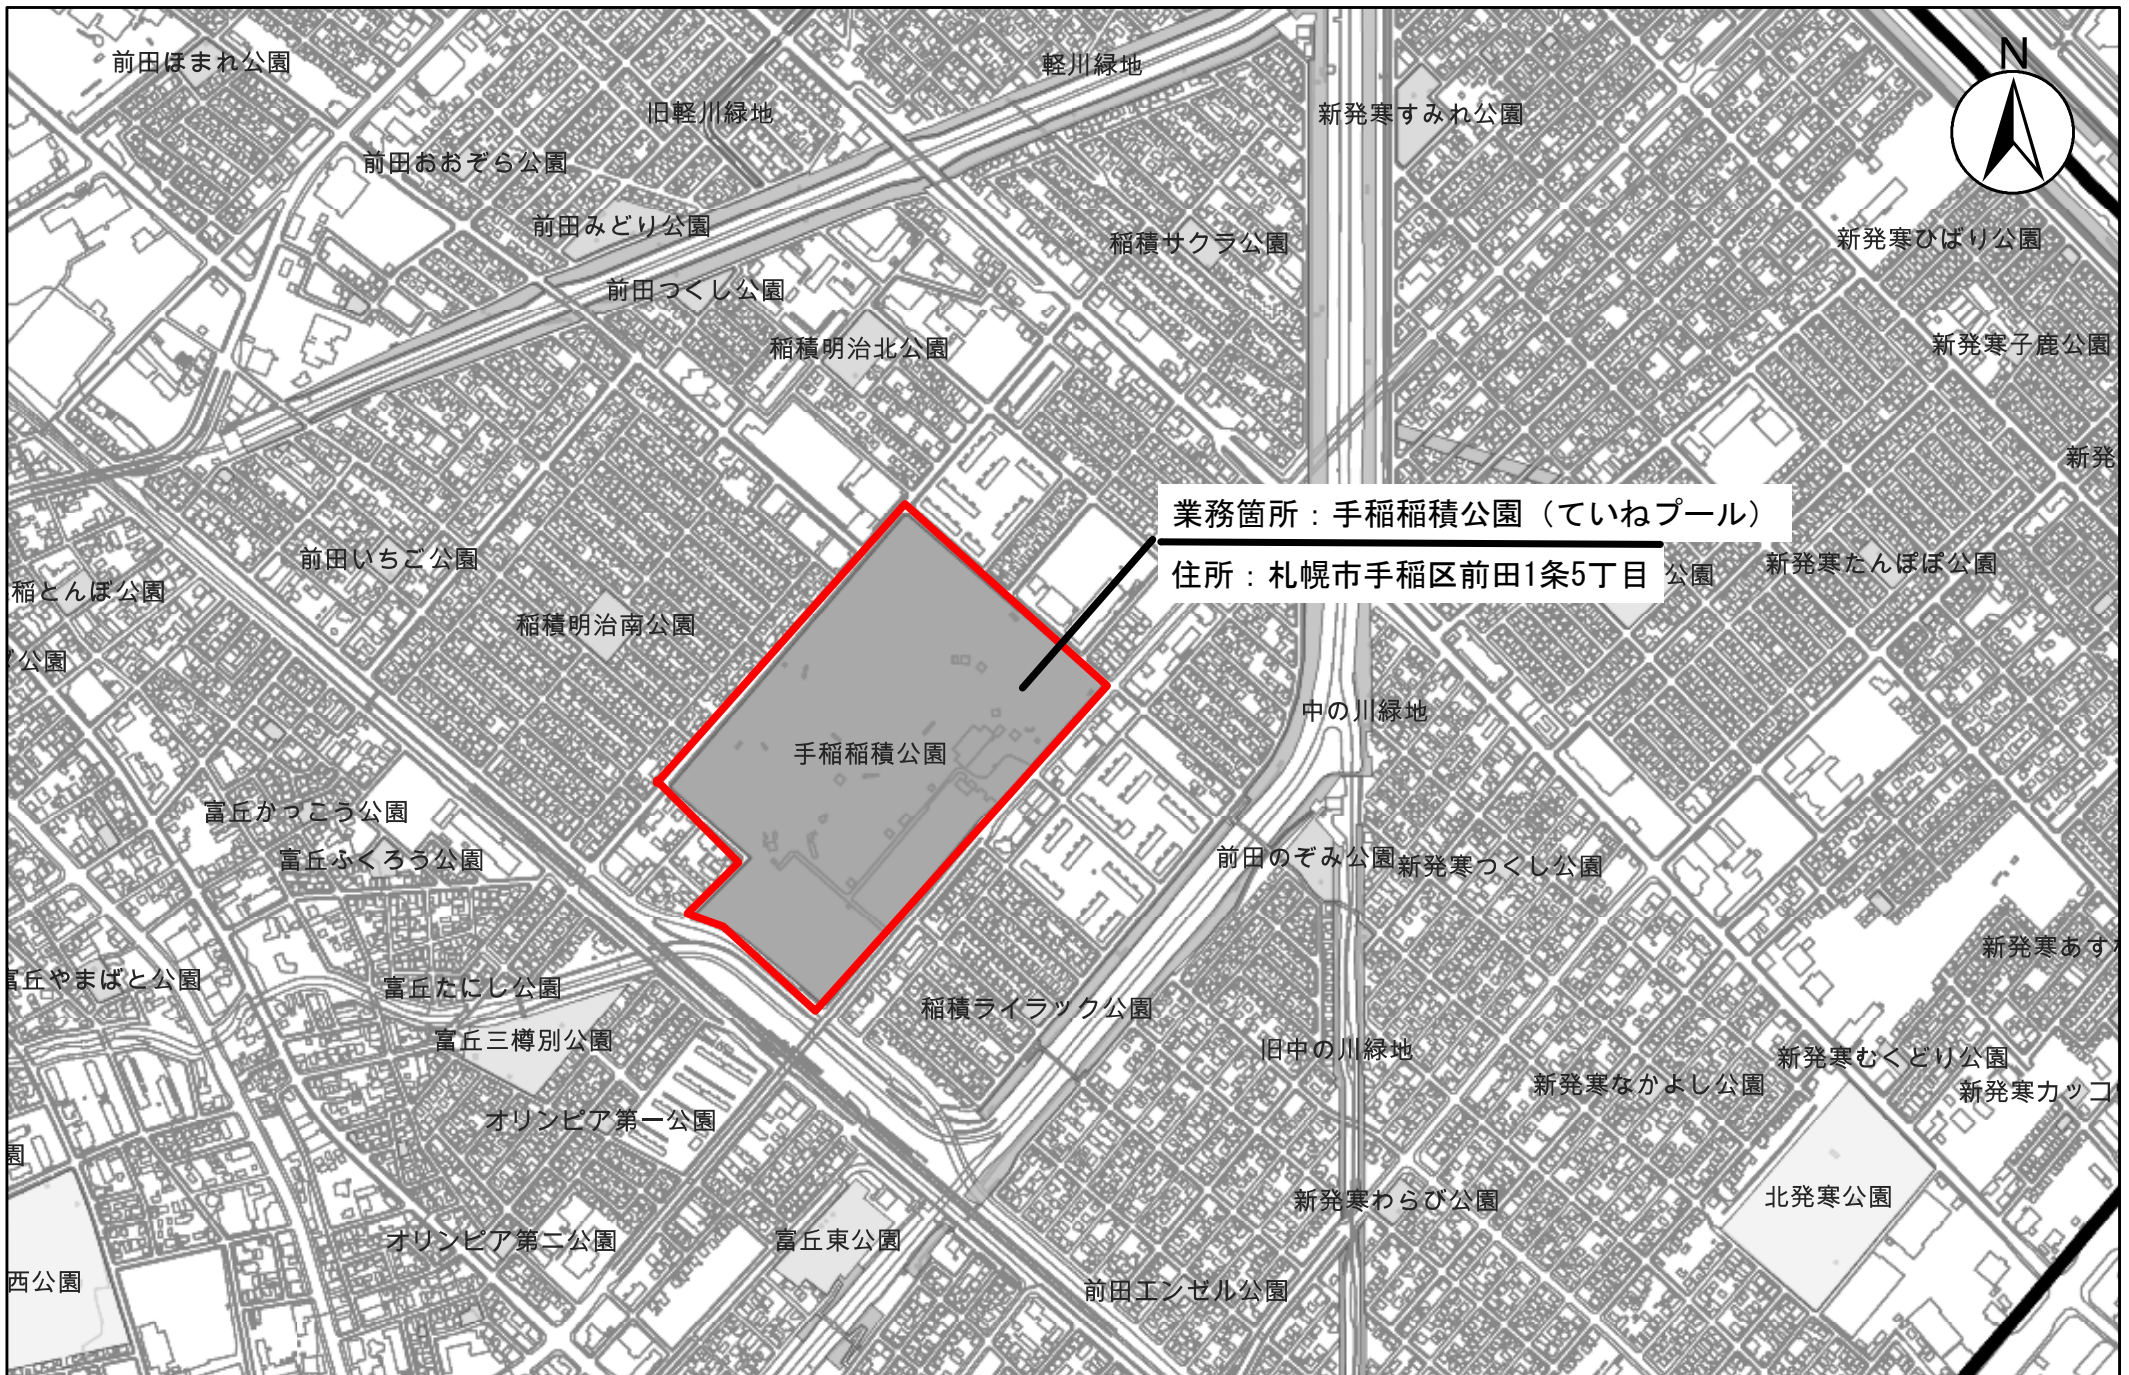 N
前田ほまれ公園
軽川緑地
旧軽川緑地
新発寒すみれ公園
前田おおぞら公園
前田みどり公園
稲積サクラ公園
新発寒ひばり公園
前田つくし公園
稲積明治北公園
新発寒子鹿公園
新発
業務箇所：手稲稲積公園（ていねプール）
住所：札幌市手稲区前田1条5丁目
公園
新発寒たんぽぽ公園
前田いちご公園
稲とんぼ公園
稲積明治南公園
公園
中の川緑地
手稲稲積公園
富丘かっこう公園
富丘ふくろう公園
前田のぞみ公園
新発寒つくし公園
新発寒あすな
富丘やまばと公園
富丘たにし公園
稲積ライラック公園
富丘三樽別公園
旧中の川緑地
新発寒むくどり公園
新発寒なかよし公園
新発寒カッコ
オリンピア第一公園
園
新発寒わらび公園
北発寒公園
オリンピア第二公園
富丘東公園
西公園
前田エンゼル公園